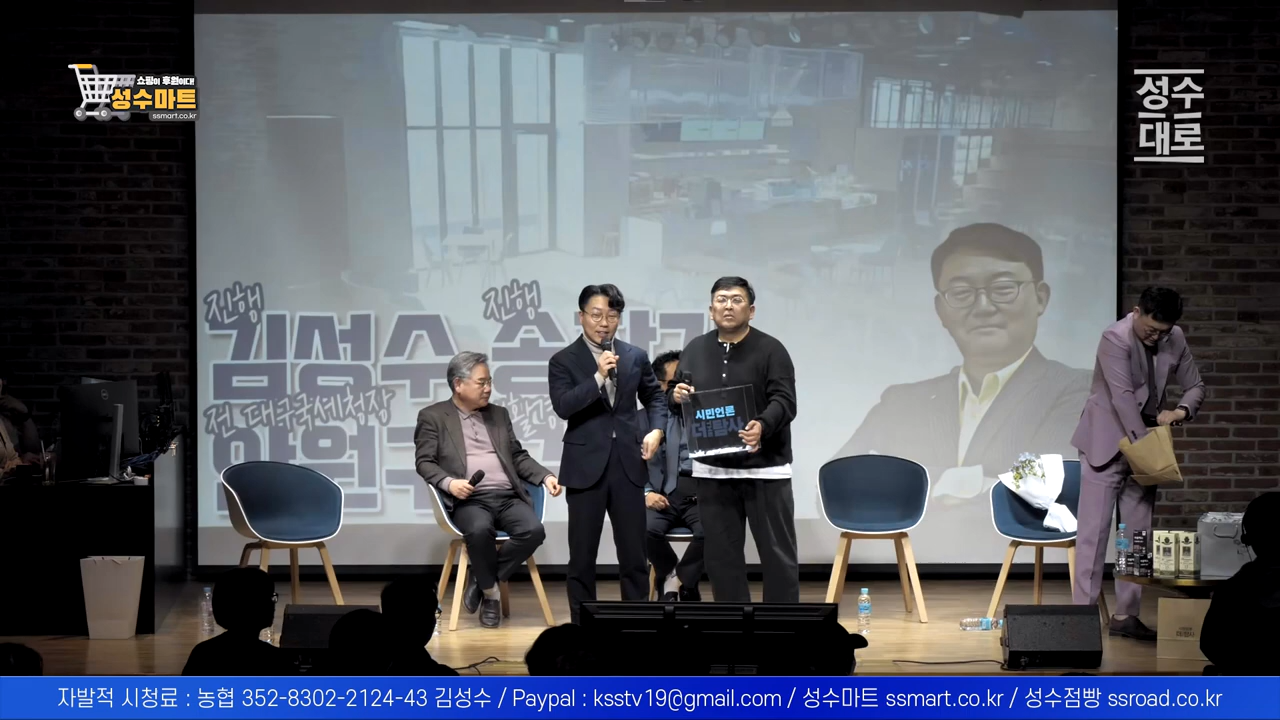 쇼핑이 후원이다!
성수마트
ssmart.co.kr
성수
대로
진행
진행
김성수
전 대구국세청장
시민언론
더탐사
자발적 시청료 : 농협 352-8302-2124-43 김성수 / Paypal : ksstv19@gmail.com / 성수마트 ssmart.co.kr / 성수점빵 ssroad.co.kr